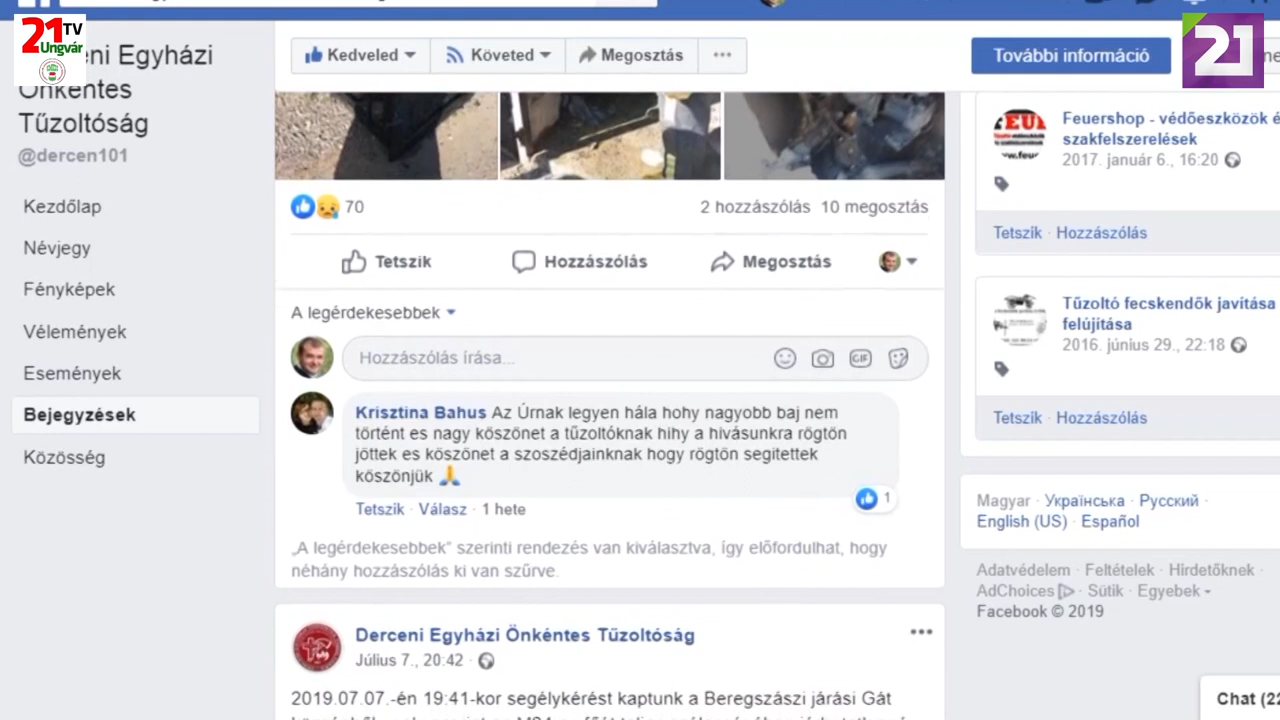 21 TV
Ungvár
21
Egyházi
Önkéntes
Tűzoltóság
@dercen101
Kezdőlap
Névjegy
Fényképek
Vélemények
Események
Bejegyzések
Közösség
Kedveled
Követed
Megosztás
További információ
70
2 hozzászólás 10 megosztás
Tetszik
Hozzászólás
Megosztás
A legérdekesebbek
Hozzászólás írása...
GIF
Krisztina Bahus Az Úrnak legyen hála hohy nagyobb baj nem
történt es nagy köszönet a tűzoltóknak hihy a hivásunkra rögtön
jöttek es köszönet a szoszédjainknak hogy rögtön segitettek
köszönjük 🙏
1
Tetszik · Válasz · 1 hete
„A legérdekesebbek” szerinti rendezés van kiválasztva, így előfordulhat, hogy
néhány hozzászólás ki van szűrve.
Derceni Egyházi Önkéntes Tűzoltóság
Július 7., 20:42
2019.07.07.-én 19:41-kor segélykérést kaptunk a Beregszászi járási Gát
Feuershop - védőeszközök é
szakfelszerelések
2017. január 6., 16:20
Tetszik · Hozzászólás
Tűzoltó fecskendők javítása
felújítása
2016. június 29., 22:18
Tetszik · Hozzászólás
Magyar · Українська · Русский ·
English (US) · Español
Adatvédelem · Feltételek · Hirdetőknek ·
AdChoices · Sütik · Egyebek
Facebook © 2019
Chat (22